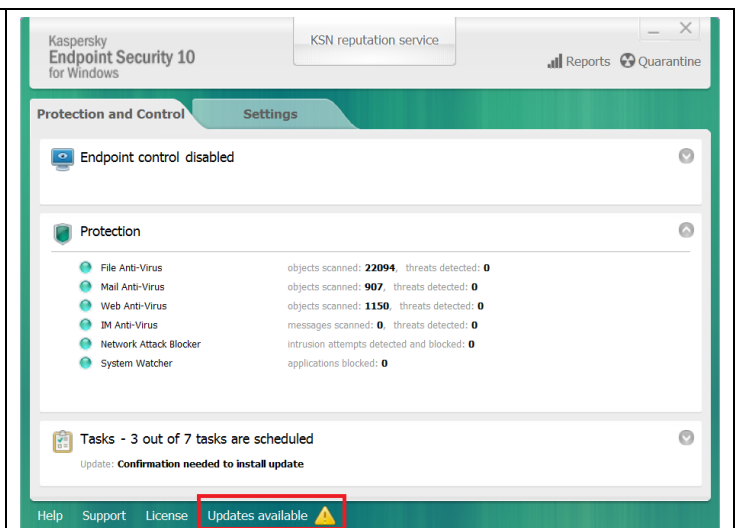 Kaspersky
Endpoint Security 10
for Windows
KSN reputation service
Reports Quarantine
Protection and Control Settings
Endpoint control disabled
Protection
File Anti-Virus objects scanned: 22094, threats detected: 0
Mail Anti-Virus objects scanned: 907, threats detected: 0
Web Anti-Virus objects scanned: 1150, threats detected: 0
IM Anti-Virus messages scanned: 0, threats detected: 0
Network Attack Blocker intrusion attempts detected and blocked: 0
System Watcher applications blocked: 0
Tasks - 3 out of 7 tasks are scheduled
Update: Confirmation needed to install update
Help Support License Updates available